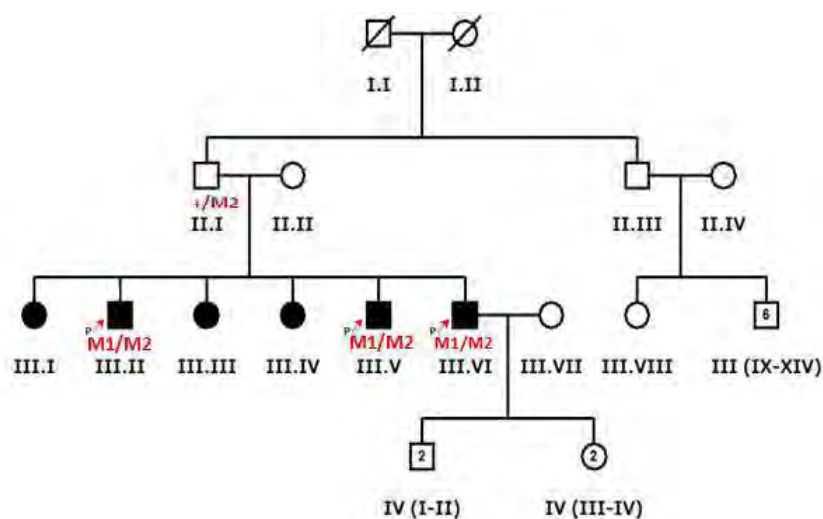 I.I I.II
+/M2
II.I II.II II.III II.IV
P P P
M1/M2 M1/M2 M1/M2 6
III.I III.II III.III III.IV III.V III.VI III.VII III.VIII III (IX-XIV)
2 2
IV (I-II) IV (III-IV)